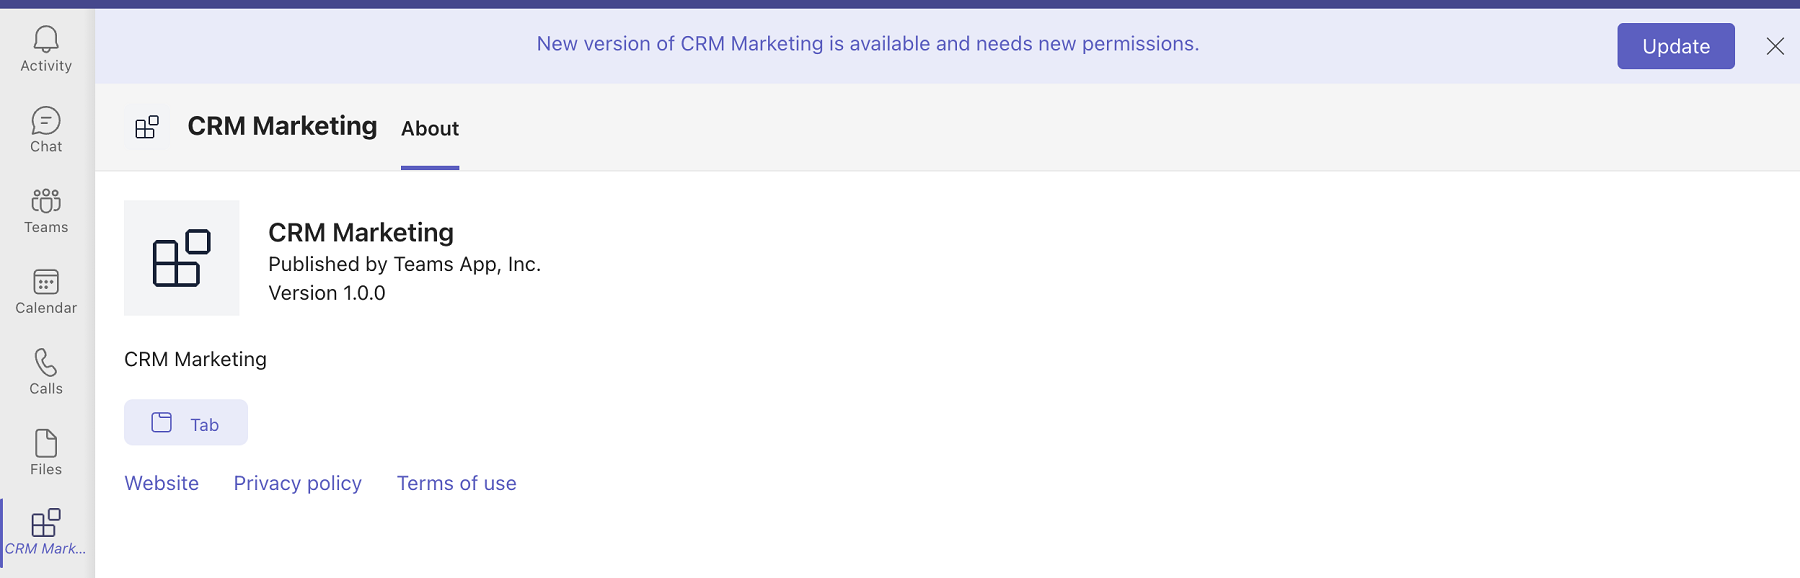 New version of CRM Marketing is available and needs new permissions.
Update
Activity
Chat
Teams
Calendar
Calls
Files
CRM Mark...
CRM Marketing
About
CRM Marketing
Published by Teams App, Inc.
Version 1.0.0
CRM Marketing
Tab
Website Privacy policy Terms of use